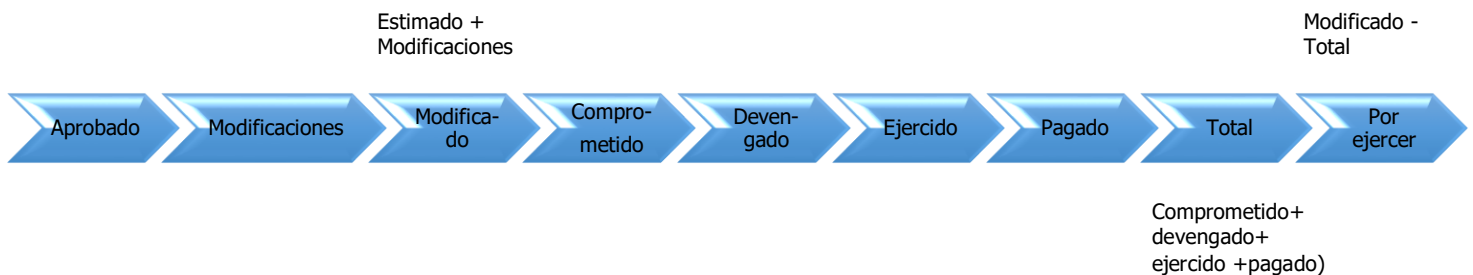 Estimado +
Modificaciones
Modificado -
Total
Aprobado
Modificaciones
Modifica-
do
Compro-
metido
Deven-
gado
Ejercido
Pagado
Total
Por
ejercer
Comprometido+
devengado+
ejercido +pagado)